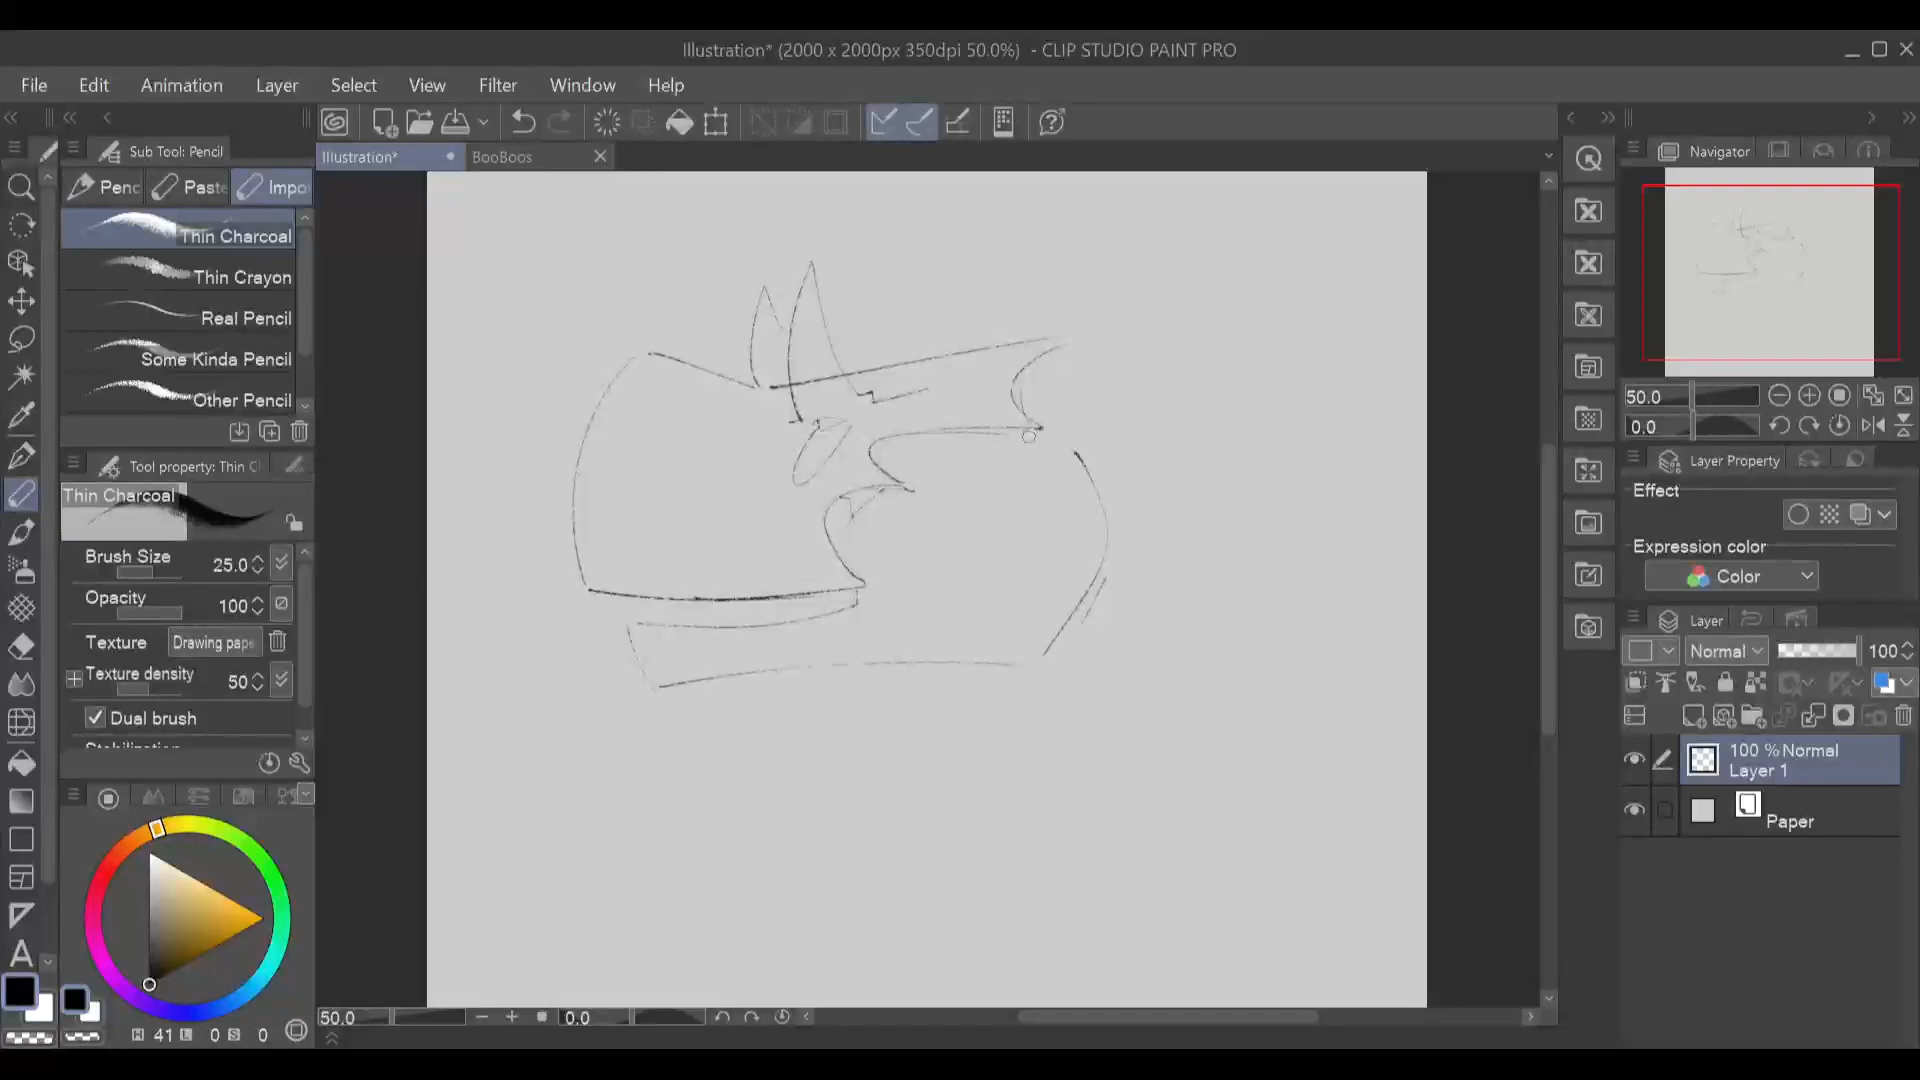 Illustration* (2000 x 2000px 350dpi 50.0%) - CLIP STUDIO PAINT PRO
File Edit Animation Layer Select View Filter Window Help
Sub Tool: Pencil
Illustration* BooBoos
Navigator
Penc Paste Impo
Thin Charcoal
Thin Crayon
Real Pencil
Some Kinda Pencil
Other Pencil
Tool property: Thin C
Thin Charcoal
Brush Size 25.0
Opacity 100
Texture Drawing pape
Texture density 50
Dual brush
Stabilization
H 41 L 0 S 0
50.0 0.0
50.0
0.0
Layer Property
Effect
Expression color
Color
Layer
Normal 100
100 % Normal
Layer 1
Paper